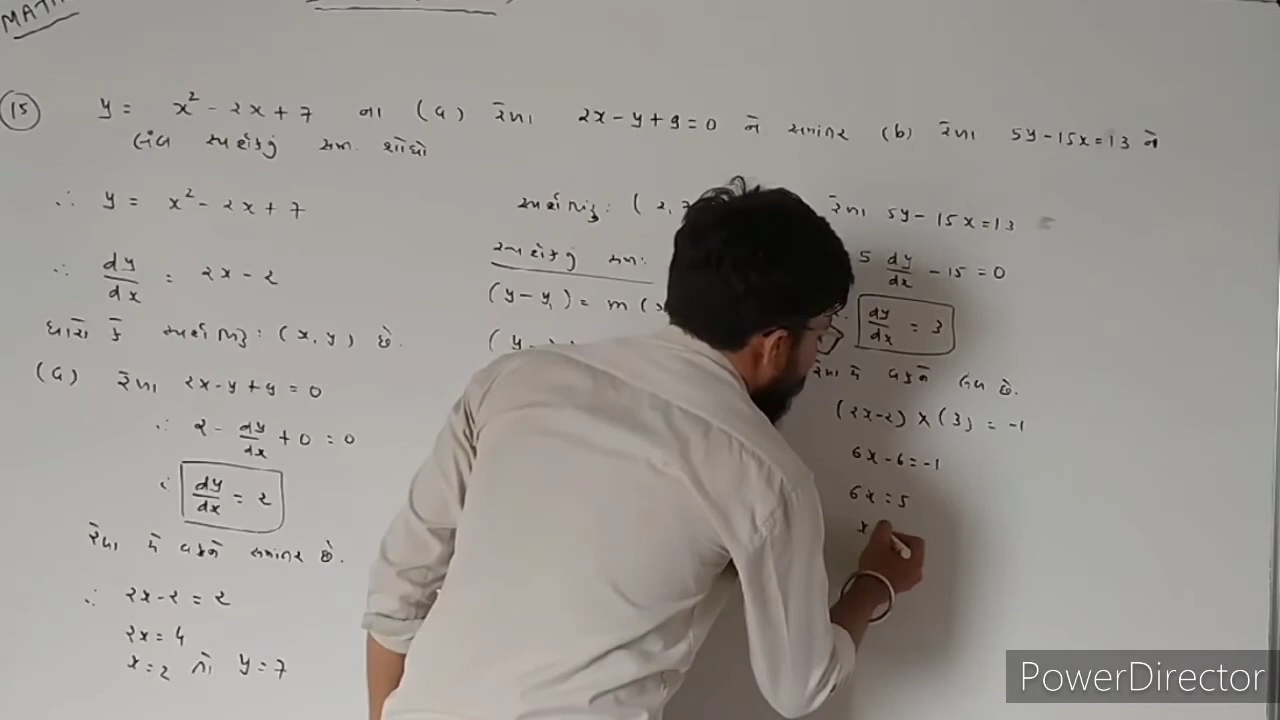 MATH
(15) y = x² - 2x + 7 ના (a) રેખા 2x - y + 9 = 0 ને સમાંતર (b) રેખા 5y - 15x = 13 ને
લંબ સ્પર્શકનું સમ. શોધો
∴ y = x² - 2x + 7
∴ dy/dx = 2x - 2
ધારો કે સ્પર્શબિંદુ : (x, y) છે.
(a) રેખા 2x - y + 9 = 0
∴ 2 - dy/dx + 0 = 0
∴ dy/dx = 2
રેખા એ વક્રને સમાંતર છે.
∴ 2x - 2 = 2
2x = 4
x = 2 તો y = 7
સ્પર્શબિંદુ : (2, 7
સ્પર્શકનું સમ:
(y - y₁) = m (
(y -
રેખા 5y - 15x = 13
5 dy/dx - 15 = 0
dy/dx = 3
રેખા એ વક્રને લંબ છે.
(2x - 2) × (3) = -1
6x - 6 = -1
6x = 5
x
PowerDirector